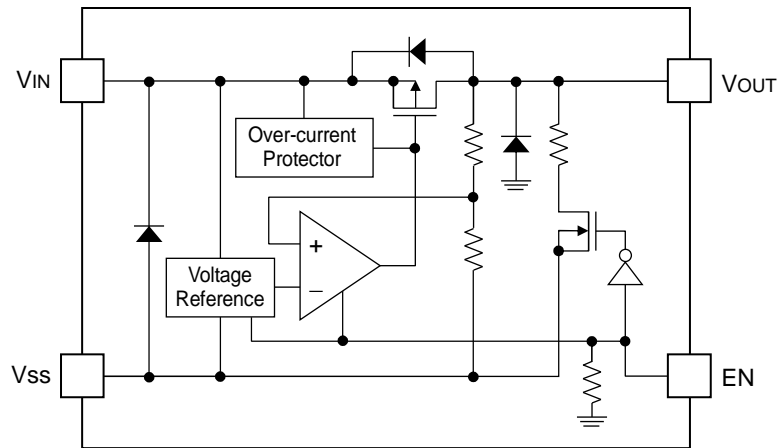 VIN
VOUT
Over-current
Protector
+
Voltage
Reference
−
VSS
EN